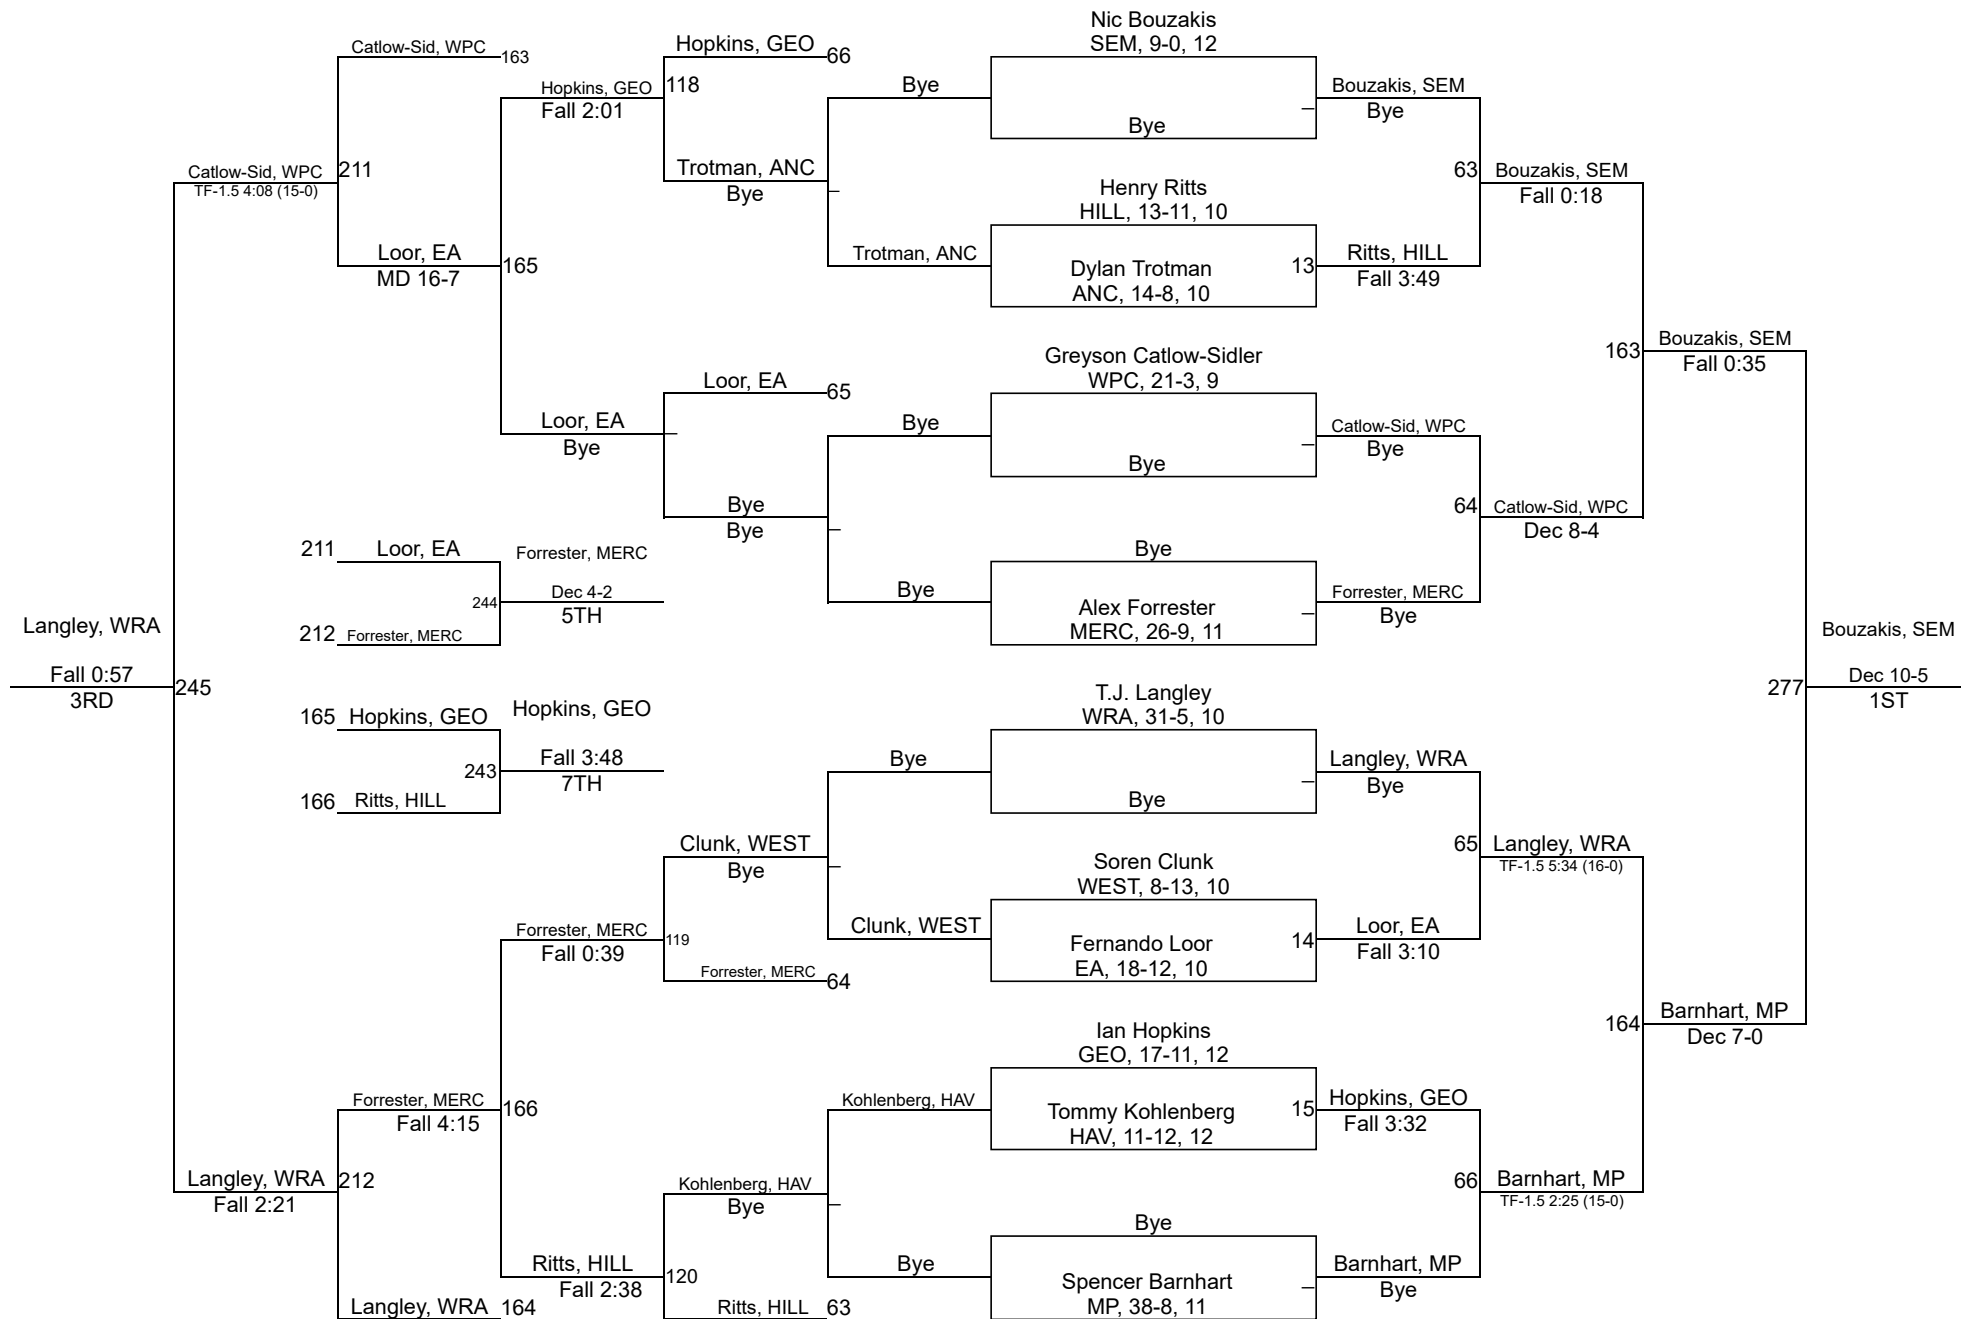 Nic Bouzakis
SEM, 9-0, 12
Catlow-Sid, WPC
163
Hopkins, GEO
66
Hopkins, GEO
118
Fall 2:01
Bye
Bye
Bouzakis, SEM
Bye
Trotman, ANC
Bye
Catlow-Sid, WPC
211
TF-1.5 4:08 (15-0)
Henry Ritts
HILL, 13-11, 10
63
Bouzakis, SEM
Fall 0:18
Loor, EA
MD 16-7
165
Trotman, ANC
Dylan Trotman
ANC, 14-8, 10
13
Ritts, HILL
Fall 3:49
Greyson Catlow-Sidler
WPC, 21-3, 9
163
Bouzakis, SEM
Fall 0:35
Loor, EA
65
Loor, EA
Bye
Bye
Bye
Catlow-Sid, WPC
Bye
Bye
Bye
64
Catlow-Sid, WPC
Dec 8-4
211
Loor, EA
Forrester, MERC
Bye
244
Dec 4-2
5TH
212
Forrester, MERC
Bye
Alex Forrester
MERC, 26-9, 11
Forrester, MERC
Bye
Langley, WRA
Fall 0:57
3RD
245
Bouzakis, SEM
277
Dec 10-5
1ST
165
Hopkins, GEO
Hopkins, GEO
243
Fall 3:48
7TH
166
Ritts, HILL
T.J. Langley
WRA, 31-5, 10
Bye
Bye
Langley, WRA
Bye
Clunk, WEST
Bye
Soren Clunk
WEST, 8-13, 10
65
Langley, WRA
TF-1.5 5:34 (16-0)
Forrester, MERC
Fall 0:39
119
Clunk, WEST
Fernando Loor
EA, 18-12, 10
14
Loor, EA
Fall 3:10
Forrester, MERC
64
Ian Hopkins
GEO, 17-11, 12
164
Barnhart, MP
Dec 7-0
Forrester, MERC
Fall 4:15
166
Kohlenberg, HAV
Tommy Kohlenberg
HAV, 11-12, 12
15
Hopkins, GEO
Fall 3:32
Langley, WRA
Fall 2:21
212
Kohlenberg, HAV
Bye
66
Barnhart, MP
TF-1.5 2:25 (15-0)
Bye
Ritts, HILL
Fall 2:38
120
Bye
Spencer Barnhart
MP, 38-8, 11
Barnhart, MP
Bye
Langley, WRA
164
Ritts, HILL
63